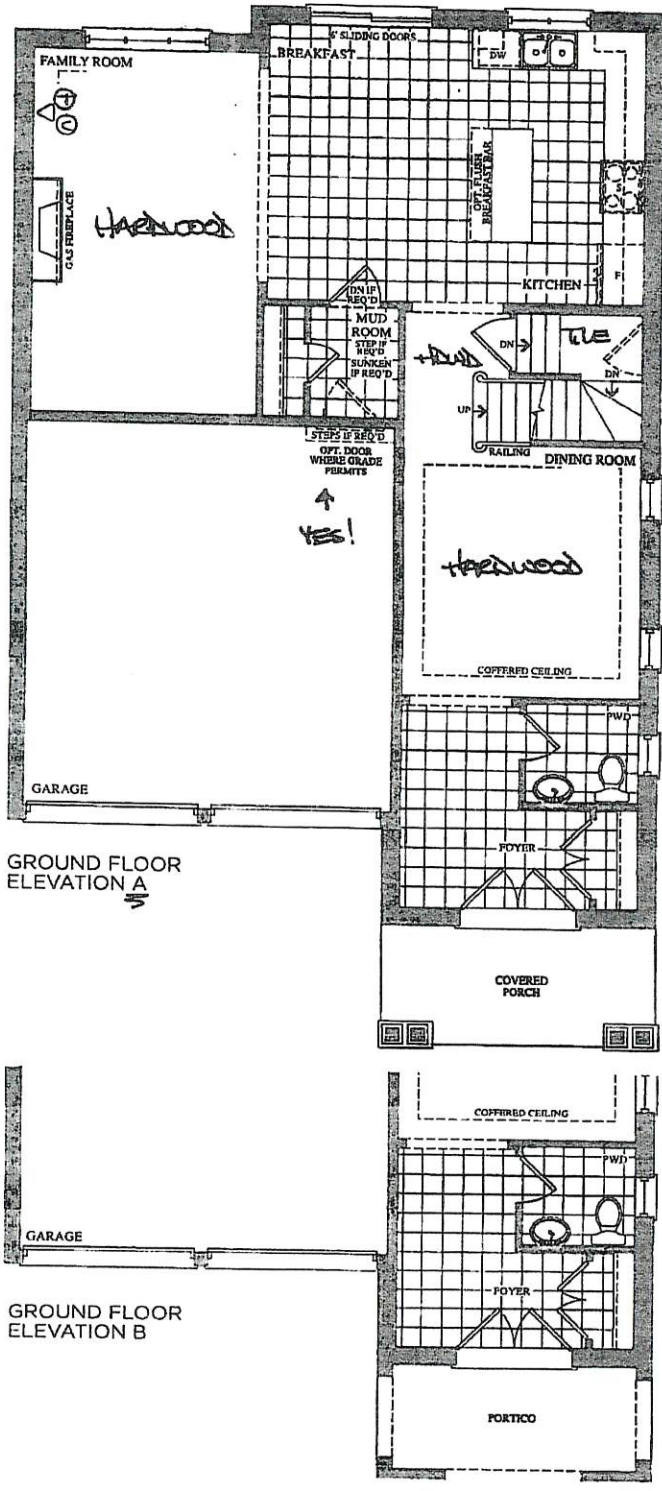 6' SLIDING DOORS
FAMILY ROOM
BREAKFAST
DW
T
V
OPT. FLUSH
BREAKFAST BAR
S
GAS FIREPLACE
HARDWOOD
KITCHEN
F
DN IF
REQ'D
MUD
ROOM
STEP IF
REQ'D
SUNKEN
IF REQ'D
DN
TILE
DN
UP
RAILING
DINING ROOM
STEPS IF REQ'D
OPT. DOOR
WHERE GRADE
PERMITS
YES!
HARDWOOD
COFFERED CEILING
PWD
GARAGE
FOYER
GROUND FLOOR
ELEVATION A
COVERED
PORCH
COFFERED CEILING
PWD
GARAGE
FOYER
GROUND FLOOR
ELEVATION B
PORTICO